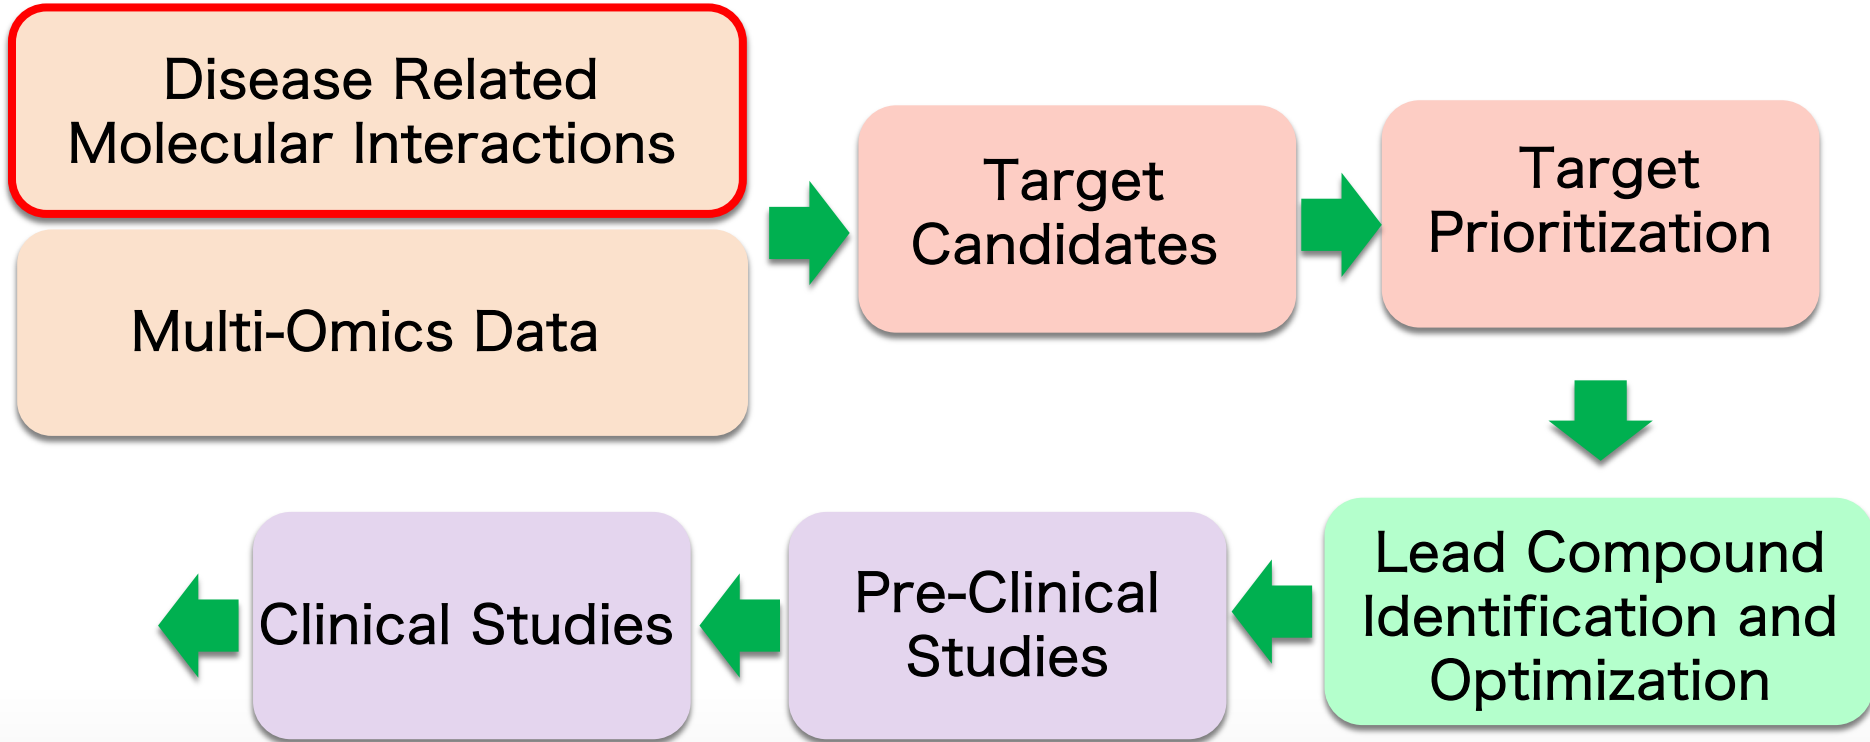 Disease Related
Molecular Interactions
Multi-Omics Data
Target
Candidates
Target
Prioritization
Lead Compound
Identification and
Optimization
Pre-Clinical
Studies
Clinical Studies